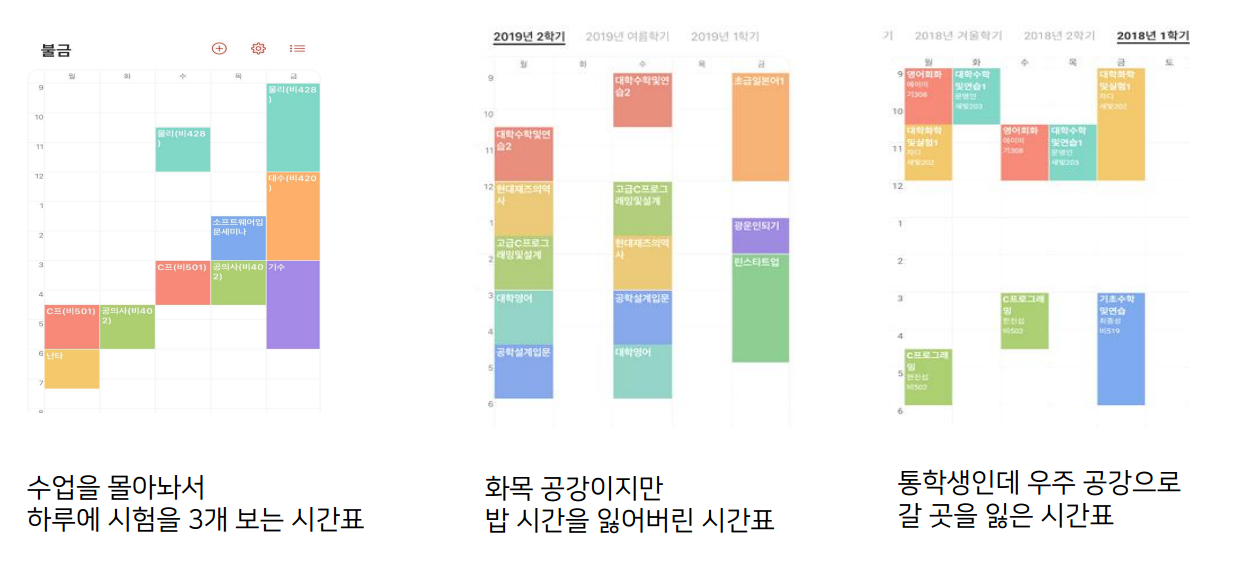 불금
월 화 수 목 금
9
10
11
12
1
2
3
4
5
6
7
8
물리(비428
)
물리(비428
)
대수(비420
)
소프트웨어입
문세미나
C프(비501)
공의사(비40
2)
기수
C프(비501)
공의사(비40
2)
난타
수업을 몰아놔서
하루에 시험을 3개 보는 시간표
2019년 2학기 2019년 여름학기 2019년 1학기
월 화 수 목 금
9
10
11
12
1
2
3
4
5
6
대학수학및연
습2
초급일본어1
대학수학및연
습2
현대재즈의역
사
고급C프로그
래밍및설계
광운인되기
고급C프로그
래밍및설계
현대재즈의역
사
린스타트업
대학영어
공학설계입문
공학설계입문
대학영어
화목 공강이지만
밥 시간을 잃어버린 시간표
기 2018년 겨울학기 2018년 2학기 2018년 1학기
월 화 수 목 금 토
9
10
11
12
1
2
3
4
5
6
영어회화
에이미
기308
대학수학
및연습1
문영인
새빛203
대학화학
및실험1
자디
새빛202
대학화학
및실험1
자디
새빛202
영어회화
에이미
기308
대학수학
및연습1
문영인
새빛203
C프로그래
밍
비502
기초수학
및연습
최종성
비519
C프로그래
밍
비502
통학생인데 우주 공강으로
갈 곳을 잃은 시간표